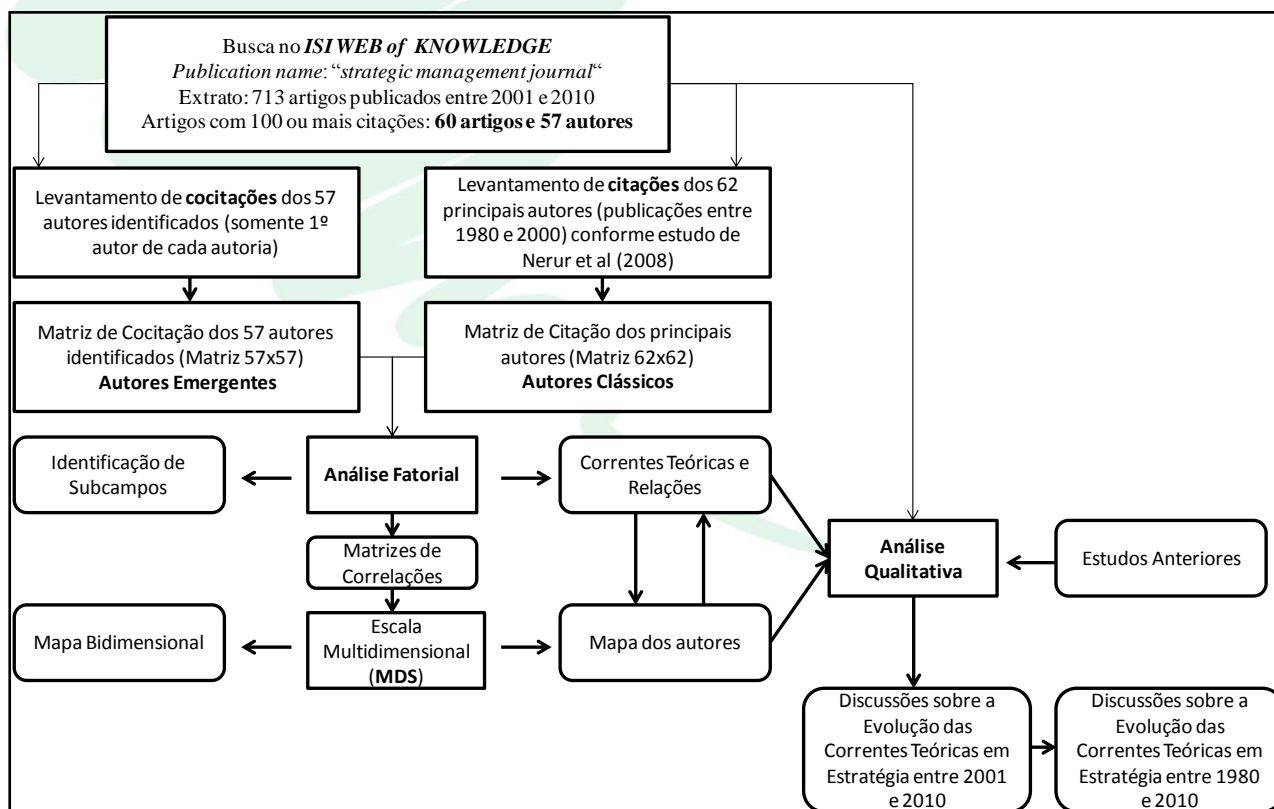 Busca no ISI WEB of KNOWLEDGE
Publication name: “strategic management journal“
Extrato: 713 artigos publicados entre 2001 e 2010
Artigos com 100 ou mais citações: 60 artigos e 57 autores
Levantamento de cocitações dos 57
autores identificados (somente 1º
autor de cada autoria)
Levantamento de citações dos 62
principais autores (publicações entre
1980 e 2000) conforme estudo de
Nerur et al (2008)
Matriz de Cocitação dos 57 autores
identificados (Matriz 57x57)
Autores Emergentes
Matriz de Citação dos principais
autores (Matriz 62x62)
Autores Clássicos
Identificação de
Subcampos
Análise Fatorial
Correntes Teóricas e
Relações
Matrizes de
Correlações
Análise
Qualitativa
Estudos Anteriores
Mapa Bidimensional
Escala
Multidimensional
(MDS)
Mapa dos autores
Discussões sobre a
Evolução das
Correntes Teóricas em
Estratégia entre 2001
e 2010
Discussões sobre a
Evolução das
Correntes Teóricas em
Estratégia entre 1980
e 2010